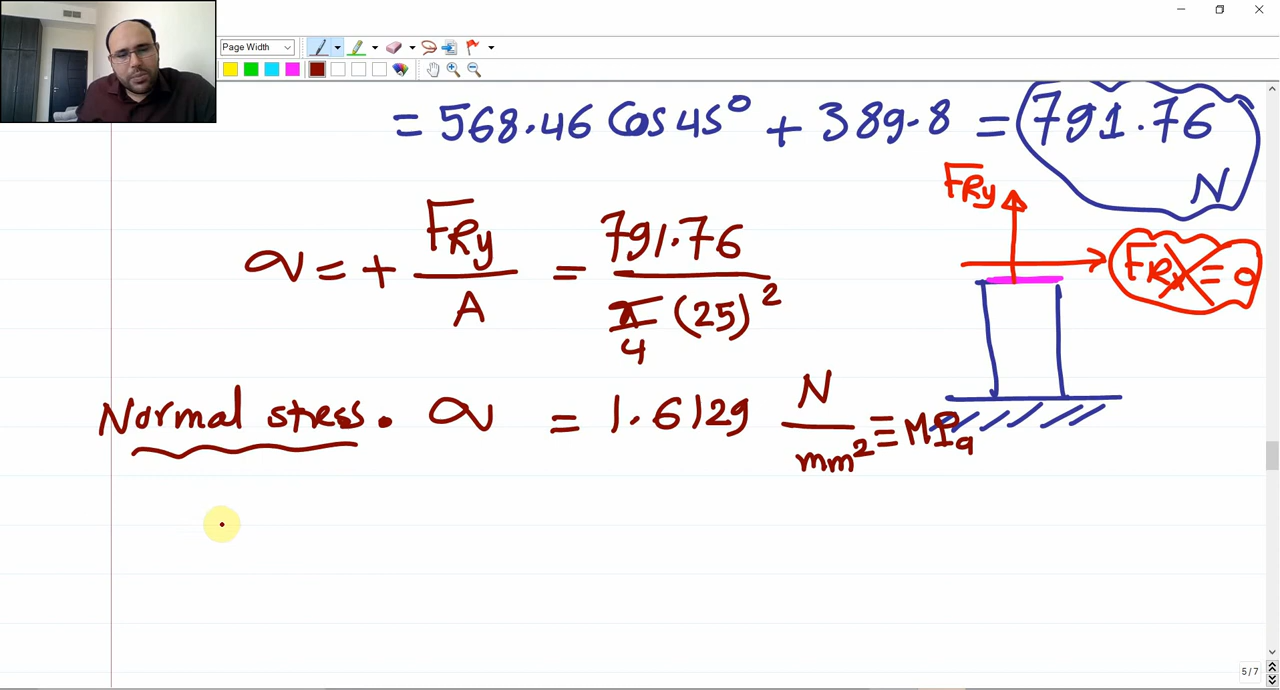 Page Width
= 568.46 Cos 45° + 389.8 = 791.76 N
FRy
σ = + FRy / A = 791.76 / π/4 (25)²
FRx = 0
Normal stress. σ = 1.6129 N/mm² ≡ MPa
5 / 7